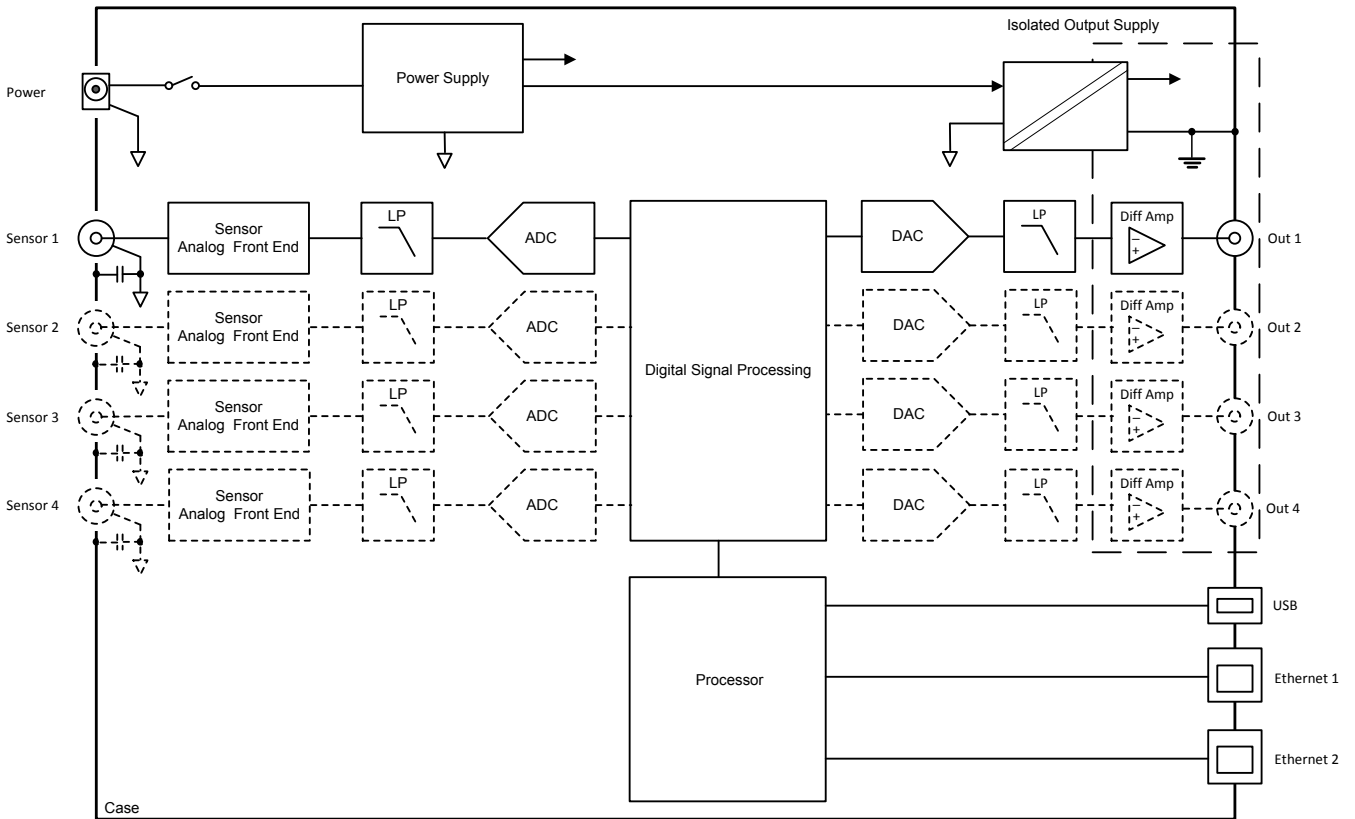 Isolated Output Supply
Power
Power Supply
Sensor 1
Sensor
Analog Front End
LP
ADC
DAC
LP
Diff Amp
−
+
Out 1
Sensor 2
Sensor
Analog Front End
LP
ADC
DAC
LP
Diff Amp
−
+
Out 2
Digital Signal Processing
Sensor 3
Sensor
Analog Front End
LP
ADC
DAC
LP
Diff Amp
−
+
Out 3
Sensor 4
Sensor
Analog Front End
LP
ADC
DAC
LP
Diff Amp
−
+
Out 4
USB
Processor
Ethernet 1
Ethernet 2
Case